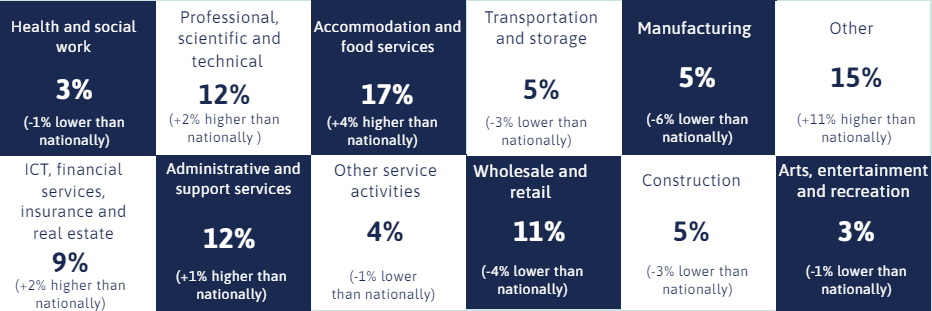 Health and social
work
3%
(-1% lower than
nationally)
Professional,
scientific and
technical
12%
(+2% higher than
nationally )
Accommodation and
food services
17%
(+4% higher than
nationally)
Transportation
and storage
5%
(-3% lower than
nationally)
Manufacturing
5%
(-6% lower than
nationally)
Other
15%
(+11% higher than
nationally)
ICT, financial
services,
insurance and
real estate
9%
(+2% higher than
nationally)
Administrative and
support services
12%
(+1% higher than
nationally)
Other service
activities
4%
(-1% lower
than nationally)
Wholesale and
retail
11%
(-4% lower than
nationally)
Construction
5%
(-3% lower than
nationally)
Arts, entertainment
and recreation
3%
(-1% lower than
nationally)